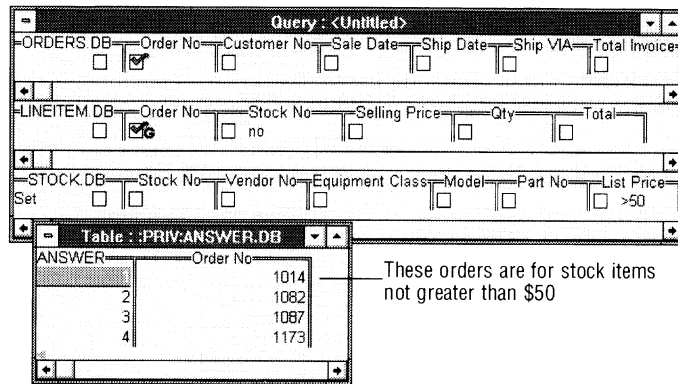 Query : <Untitled>
ORDERS.DB Order No Customer No Sale Date Ship Date Ship VIA Total Invoice
LINEITEM.DB Order No Stock No Selling Price Qty Total
G no
STOCK.DB Stock No Vendor No Equipment Class Model Part No List Price
Set >50
Table : :PRIV:ANSWER.DB
ANSWER Order No
1 1014
2 1082
3 1087
4 1173
These orders are for stock items
not greater than $50